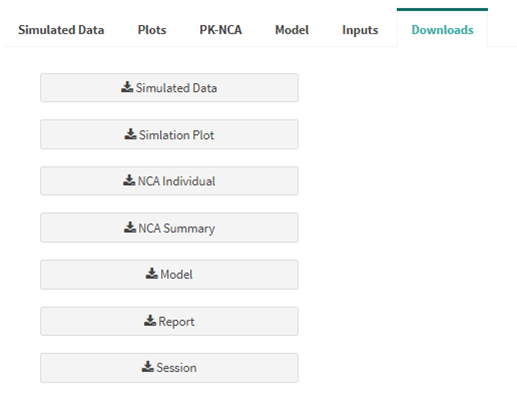 Simulated Data Plots PK-NCA Model Inputs Downloads
Simulated Data
Simlation Plot
NCA Individual
NCA Summary
Model
Report
Session